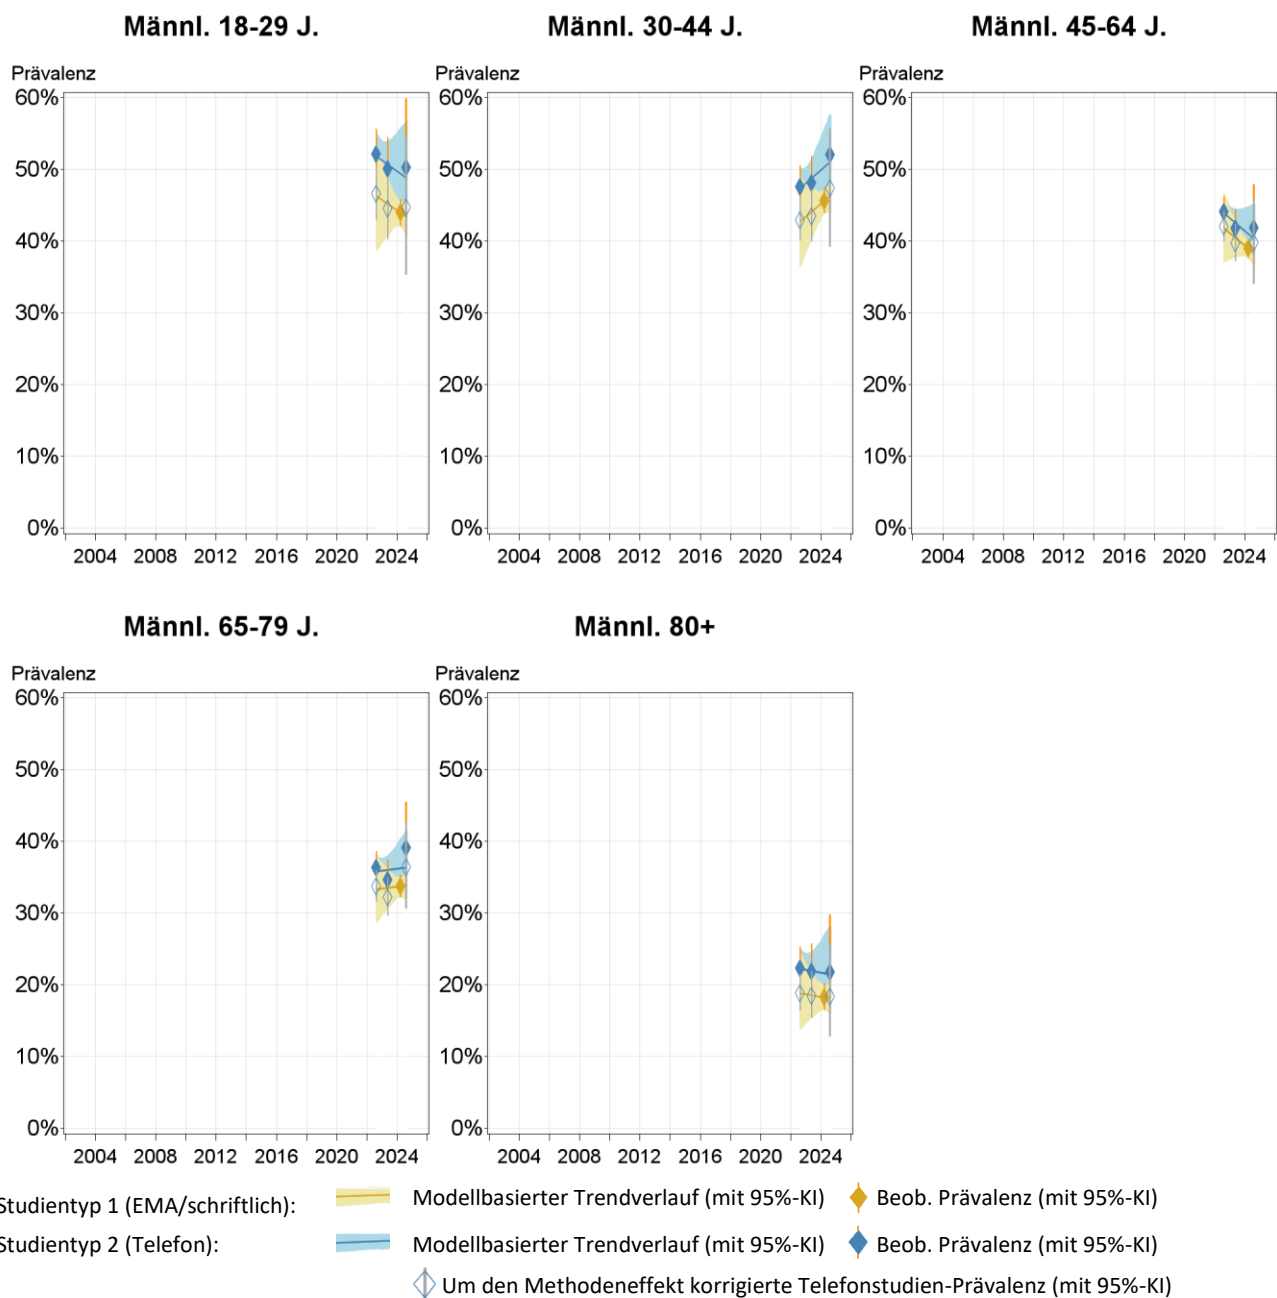 Männl. 18-29 J.
Männl. 30-44 J.
Männl. 45-64 J.
Prävalenz
60%
50%
40%
30%
20%
10%
0%
2004 2008 2012 2016 2020 2024
Prävalenz
60%
50%
40%
30%
20%
10%
0%
2004 2008 2012 2016 2020 2024
60%
50%
40%
30%
20%
10%
0%
2004 2008 2012 2016 2020 2024
Prävalenz
Männl. 65-79 J.
Männl. 80+
Prävalenz
60%
50%
40%
30%
20%
10%
0%
2004 2008 2012 2016 2020 2024
Prävalenz
60%
50%
40%
30%
20%
10%
0%
2004 2008 2012 2016 2020 2024
Studientyp 1 (EMA/schriftlich): Modellbasierter Trendverlauf (mit 95%-KI) Beob. Prävalenz (mit 95%-KI)
Studientyp 2 (Telefon): Modellbasierter Trendverlauf (mit 95%-KI) Beob. Prävalenz (mit 95%-KI)
Um den Methodeneffekt korrigierte Telefonstudien-Prävalenz (mit 95%-KI)